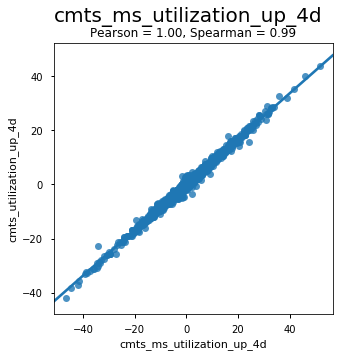 cmts_ms_utilization_up_4d
Pearson = 1.00, Spearman = 0.99
cmts_utilization_up_4d
40
20
0
−20
−40
−40 −20 0 20 40
cmts_ms_utilization_up_4d